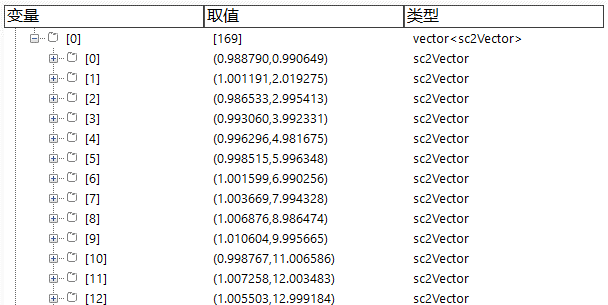 变量 取值 类型
[0] [169] vector<sc2Vector>
[0] (0.988790,0.990649) sc2Vector
[1] (1.001191,2.019275) sc2Vector
[2] (0.986533,2.995413) sc2Vector
[3] (0.993060,3.992331) sc2Vector
[4] (0.996296,4.981675) sc2Vector
[5] (0.998515,5.996348) sc2Vector
[6] (1.001599,6.990256) sc2Vector
[7] (1.003669,7.994328) sc2Vector
[8] (1.006876,8.986474) sc2Vector
[9] (1.010604,9.995665) sc2Vector
[10] (0.998767,11.006586) sc2Vector
[11] (1.007258,12.003483) sc2Vector
[12] (1.005503,12.999184) sc2Vector